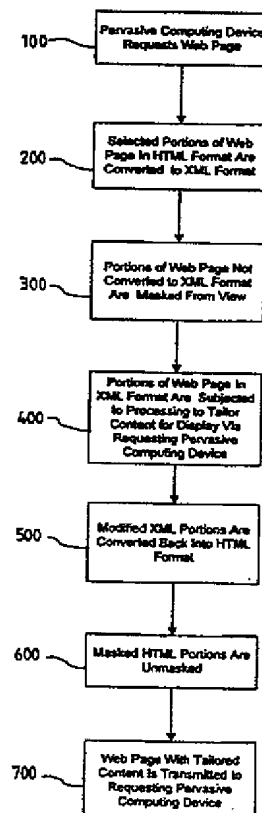 100
Pervasive Computing Device
Requests Web Page
200
Selected Portions of Web
Page In HTML Format Are
Converted to XML Format
300
Portions of Web Page Not
Converted to XML Format
Are Masked From View
400
Portions of Web Page In
XML Format Are Subjected
to Processing to Tailor
Content for Display Via
Requesting Pervasive
Computing Device
500
Modified XML Portions are
Converted Back Into HTML
Format
600
Masked HTML Portions are
Unmasked
700
Web Page With Tailored
Content Is Transmitted to
Requesting Pervasive
Computing Device